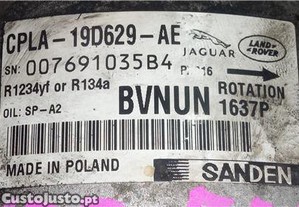 CPLA-19D629-AE
JAGUAR
LAND ROVER
SN: 007691035B4
R1234yf or R134a
OIL: SP-A2
BVNUN
ROTATION
1637P
MADE IN POLAND
SANDEN
CustoJusto.pt